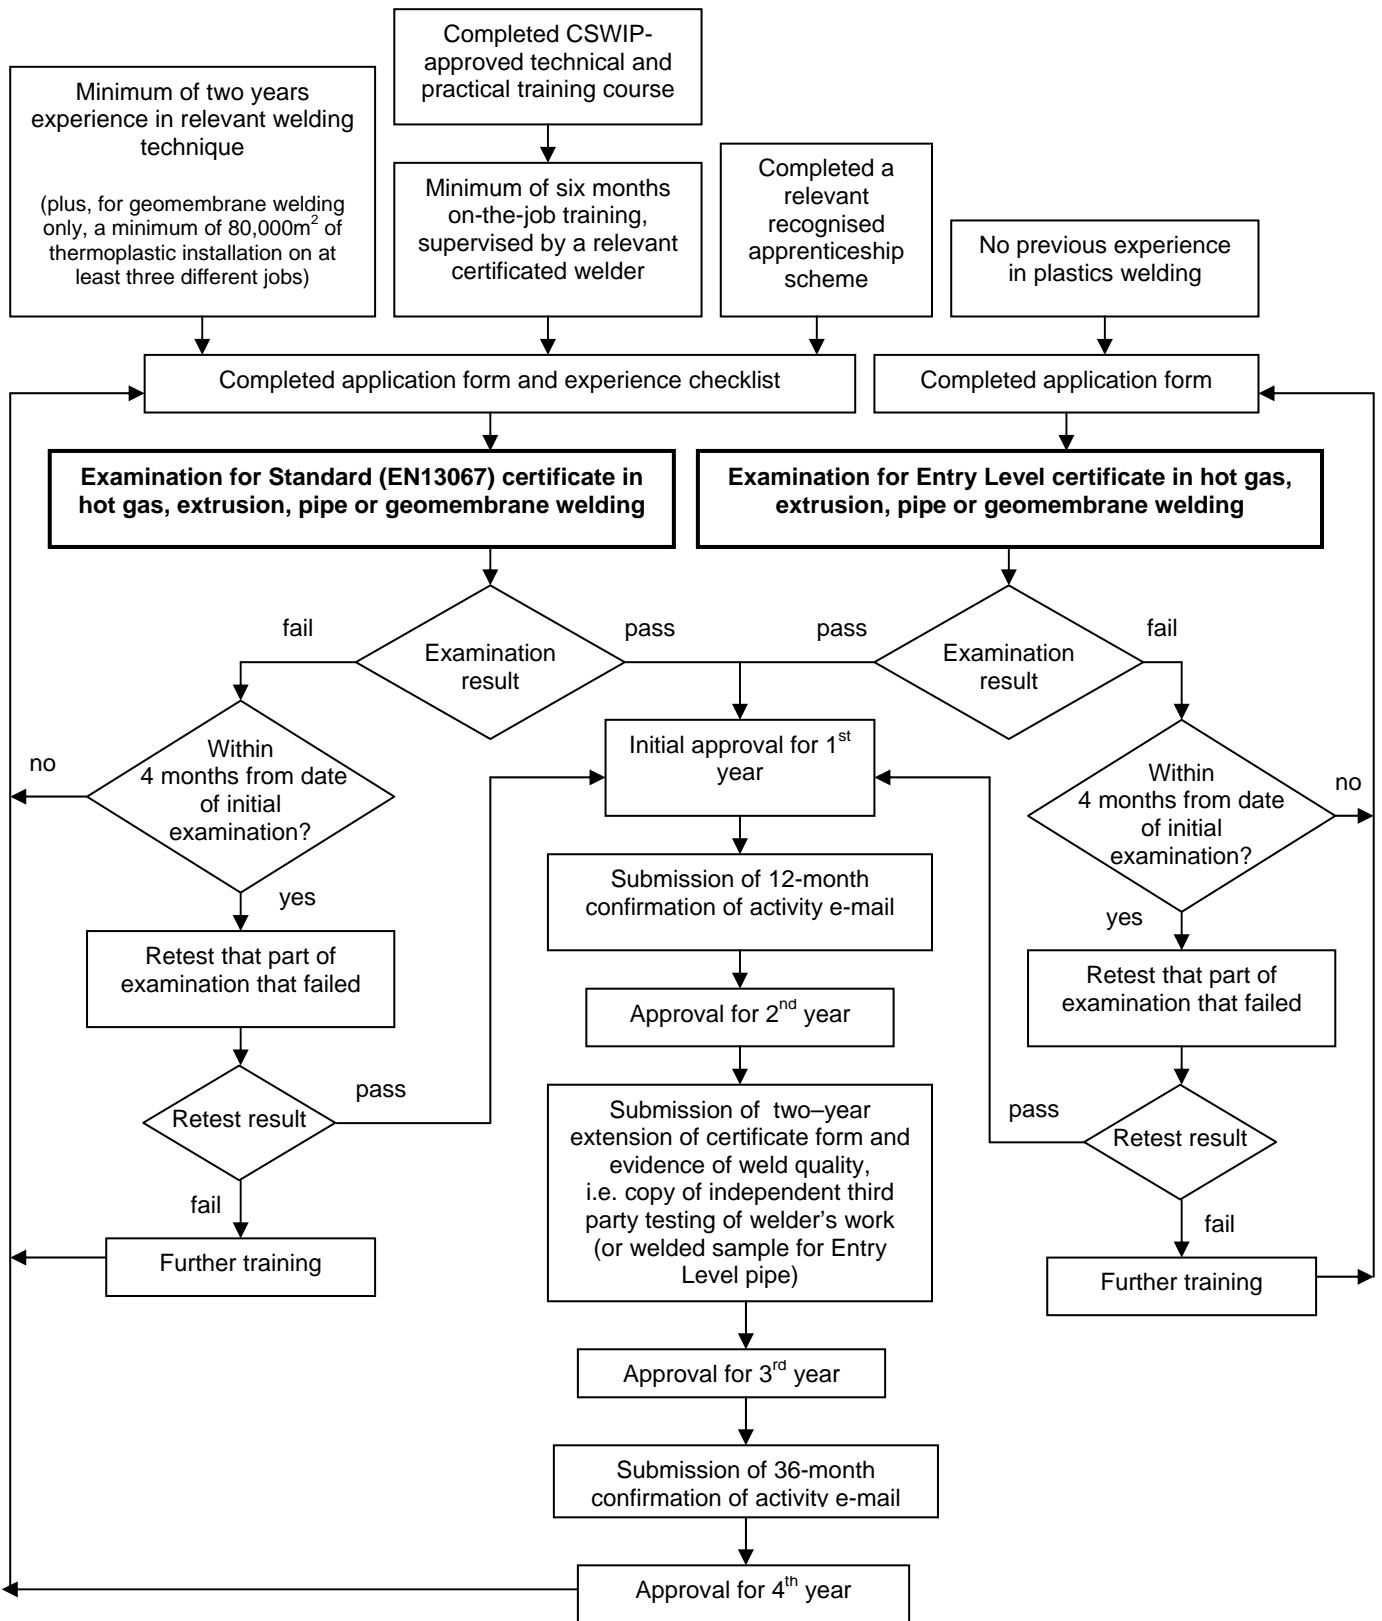 Completed CSWIP-
approved technical and
practical training course
Minimum of two years
experience in relevant welding
technique
(plus, for geomembrane welding
only, a minimum of 80,000m² of
thermoplastic installation on at
least three different jobs)
Minimum of six months
on-the-job training,
supervised by a relevant
certificated welder
Completed a
relevant
recognised
apprenticeship
scheme
No previous experience
in plastics welding
Completed application form and experience checklist
Completed application form
Examination for Standard (EN13067) certificate in
hot gas, extrusion, pipe or geomembrane welding
Examination for Entry Level certificate in hot gas,
extrusion, pipe or geomembrane welding
fail
Examination
result
pass
pass
Examination
result
fail
no
Within
4 months from date
of initial
examination?
yes
Initial approval for 1st
year
Within
4 months from date
of initial
examination?
no
yes
Submission of 12-month
confirmation of activity e-mail
Retest that part of
examination that failed
Retest that part of
examination that failed
Approval for 2nd year
Retest result
pass
fail
Submission of two–year
extension of certificate form and
evidence of weld quality,
i.e. copy of independent third
party testing of welder's work
(or welded sample for Entry
Level pipe)
pass
Retest result
fail
Further training
Further training
Approval for 3rd year
Submission of 36-month
confirmation of activity e-mail
Approval for 4th year